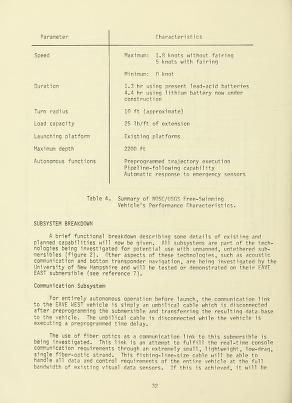 Parameter Characteristics
Speed Maximum: 1.8 knots without fairing
5 knots with fairing
Minimum: 0 knot
Duration 1.3 hr using present lead-acid batteries
4.4 hr using lithium battery now under
construction
Turn radius 10 ft (approximate)
Load capacity 25 lb/ft of extension
Launching platform Existing platforms
Maximum depth 2200 ft
Autonomous functions Preprogrammed trajectory execution
Pipeline-following capability
Automatic response to emergency sensors
Table 4. Summary of NOSC/USGS Free-Swimming
Vehicle's Performance Characteristics.
SUBSYSTEM BREAKDOWN
A brief functional breakdown describing some details of existing and
planned capabilities will now be given. All subsystems are part of the tech-
nologies being investigated for potential use with unmanned, untethered sub-
mersibles (figure 2). Other aspects of these technologies, such as acoustic
communication and bottom transponder navigation, are being investigated by the
University of New Hampshire and will be tested or demonstrated on their EAVE
EAST submersible (see reference 7).
Communication Subsystem
For entirely autonomous operation before launch, the communication link
to the EAVE WEST vehicle is simply an umbilical cable which is disconnected
after preprogramming the submersible and transferring the resulting data base
to the vehicle. The umbilical cable is disconnected while the vehicle is
executing a preprogrammed time delay.
The use of fiber optics as a communication link to this submersible is
being investigated. This link is an attempt to fulfill the real-time console
communication requirements through an extremely small, lightweight, low-drag,
single fiber-optic strand. This fishing-line-size cable will be able to
handle all data and control requirements of the entire vehicle at the full
bandwidth of existing visual data sensors. If this is achieved, it will be
32